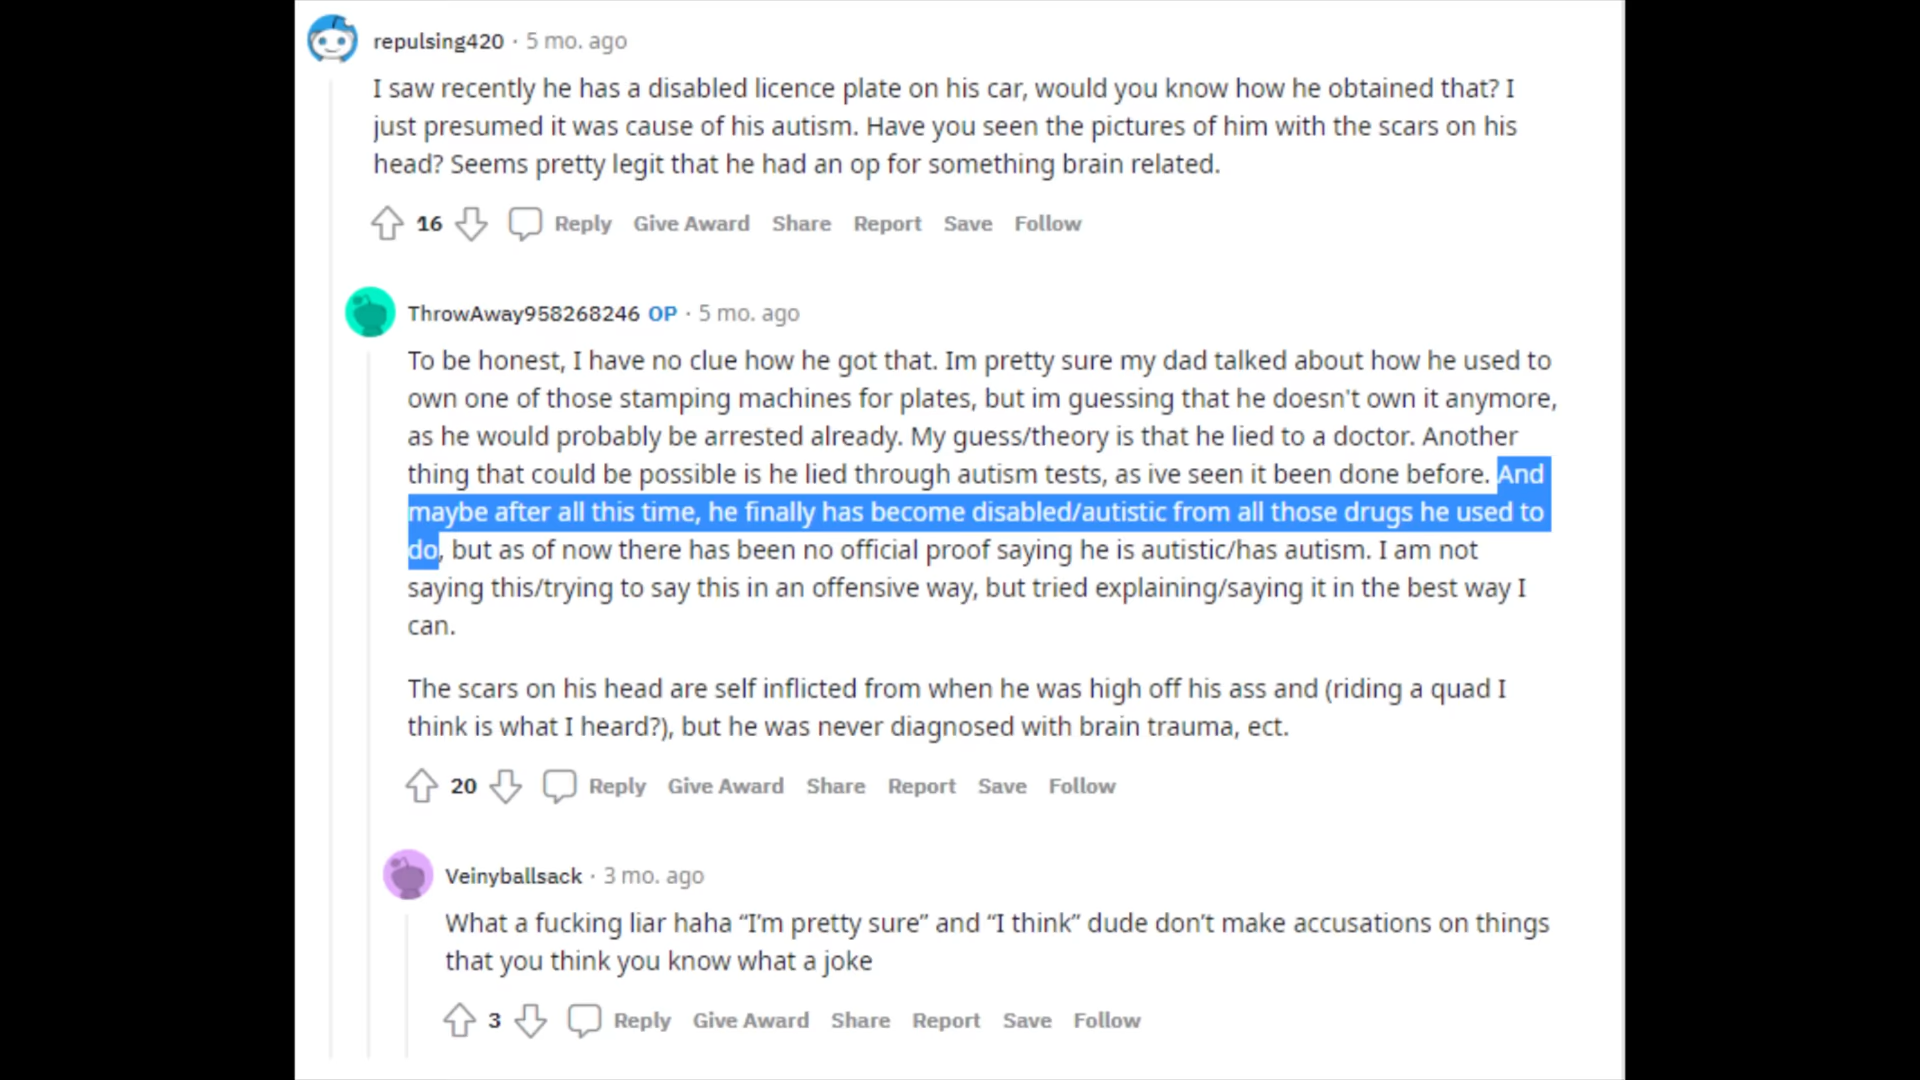 repulsing420 · 5 mo. ago
I saw recently he has a disabled licence plate on his car, would you know how he obtained that? I
just presumed it was cause of his autism. Have you seen the pictures of him with the scars on his
head? Seems pretty legit that he had an op for something brain related.
16 Reply Give Award Share Report Save Follow
ThrowAway958268246 OP · 5 mo. ago
To be honest, I have no clue how he got that. Im pretty sure my dad talked about how he used to
own one of those stamping machines for plates, but im guessing that he doesn't own it anymore,
as he would probably be arrested already. My guess/theory is that he lied to a doctor. Another
thing that could be possible is he lied through autism tests, as ive seen it been done before. And
maybe after all this time, he finally has become disabled/autistic from all those drugs he used to
do, but as of now there has been no official proof saying he is autistic/has autism. I am not
saying this/trying to say this in an offensive way, but tried explaining/saying it in the best way I
can.
The scars on his head are self inflicted from when he was high off his ass and (riding a quad I
think is what I heard?), but he was never diagnosed with brain trauma, ect.
20 Reply Give Award Share Report Save Follow
Veinyballsack · 3 mo. ago
What a fucking liar haha “I’m pretty sure” and “I think” dude don’t make accusations on things
that you think you know what a joke
3 Reply Give Award Share Report Save Follow